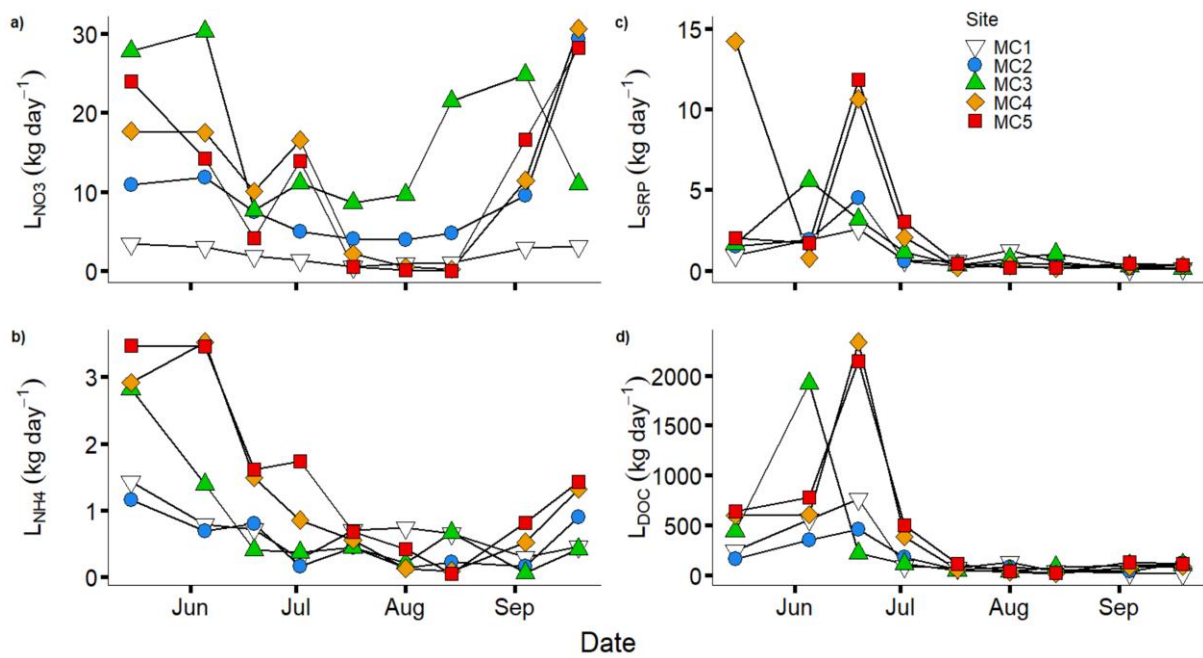 a)
30
20
10
0
L_NO3 (kg day⁻¹)
c)
15
10
5
0
L_SRP (kg day⁻¹)
Site
MC1
MC2
MC3
MC4
MC5
b)
3
2
1
0
L_NH4 (kg day⁻¹)
Jun Jul Aug Sep
d)
2000
1500
1000
500
0
L_DOC (kg day⁻¹)
Jun Jul Aug Sep
Date